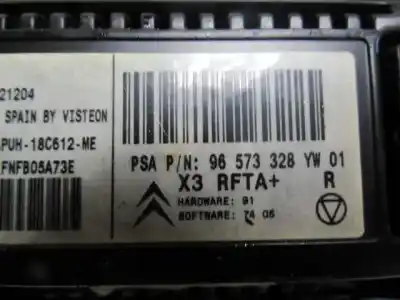 21204
SPAIN BY VISTEON
PUH-18C612-ME
FNFB05A73E
PSA P/N: 96 573 328 YW 01
X3 RFTA+ R
HARDWARE: 91
SOFTWARE: 74 05